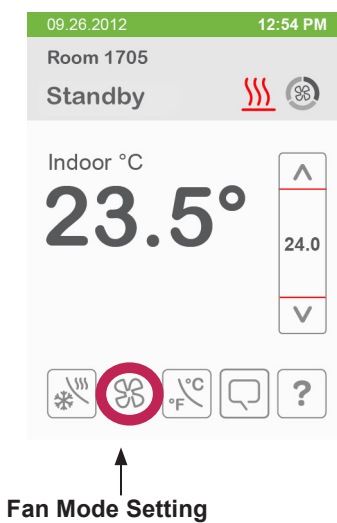 09.26.2012 12:54 PM
Room 1705
Standby
Indoor °C
23.5°
24.0
°C
°F
?
Fan Mode Setting